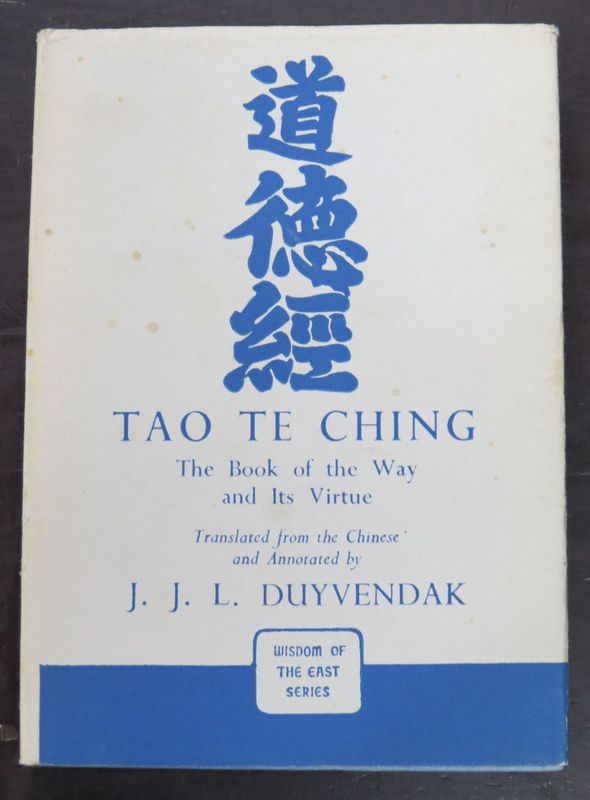 道
德
經
TAO TE CHING
The Book of the Way
and Its Virtue
Translated from the Chinese
and Annotated by
J. J. L. DUYVENDAK
WISDOM OF
THE EAST
SERIES